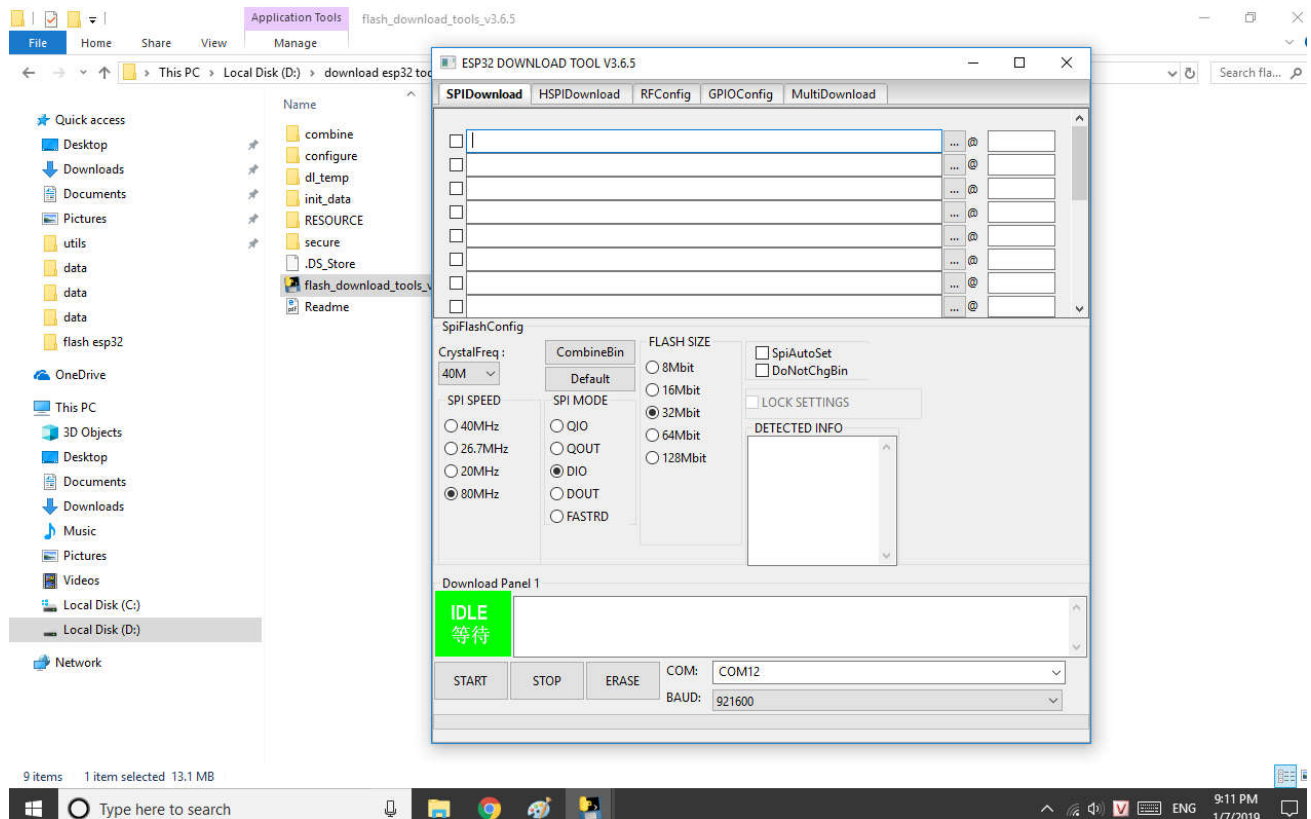 Application Tools flash_download_tools_v3.6.5
File Home Share View Manage
This PC Local Disk (D:) download esp32 Search fla...
Name
Quick access
Desktop
Downloads
Documents
Pictures
utils
data
data
data
flash esp32
OneDrive
This PC
3D Objects
Desktop
Documents
Downloads
Music
Pictures
Videos
Local Disk (C:)
Local Disk (D:)
Network
combine
configure
dl_temp
init_data
RESOURCE
secure
.DS_Store
flash_download_tools_v
Readme
ESP32 DOWNLOAD TOOL V3.6.5
SPIDownload HSPIDownload RFConfig GPIOConfig MultiDownload
... @
... @
... @
... @
... @
... @
... @
... @
SpiFlashConfig
CrystalFreq :
40M
CombineBin
Default
SPI SPEED
40MHz
26.7MHz
20MHz
80MHz
SPI MODE
QIO
QOUT
DIO
DOUT
FASTRD
FLASH SIZE
8Mbit
16Mbit
32Mbit
64Mbit
128Mbit
SpiAutoSet
DoNotChgBin
LOCK SETTINGS
DETECTED INFO
Download Panel 1
IDLE
等待
START STOP ERASE
COM: COM12
BAUD: 921600
9 items 1 item selected 13.1 MB
Type here to search
V ENG
9:11 PM
1/7/2019